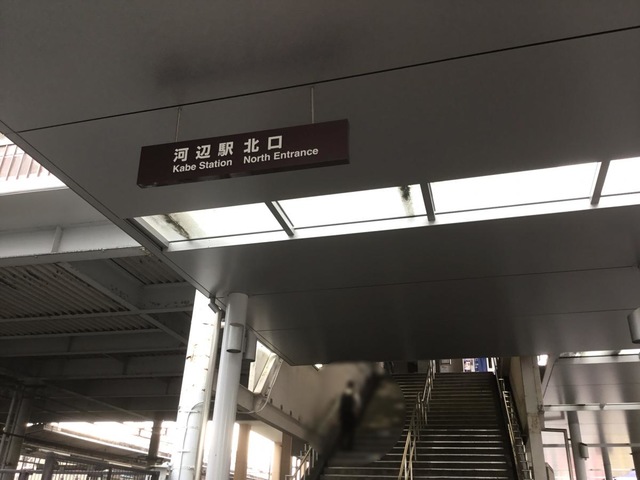 河辺駅北口
Kabe Station North Entrance